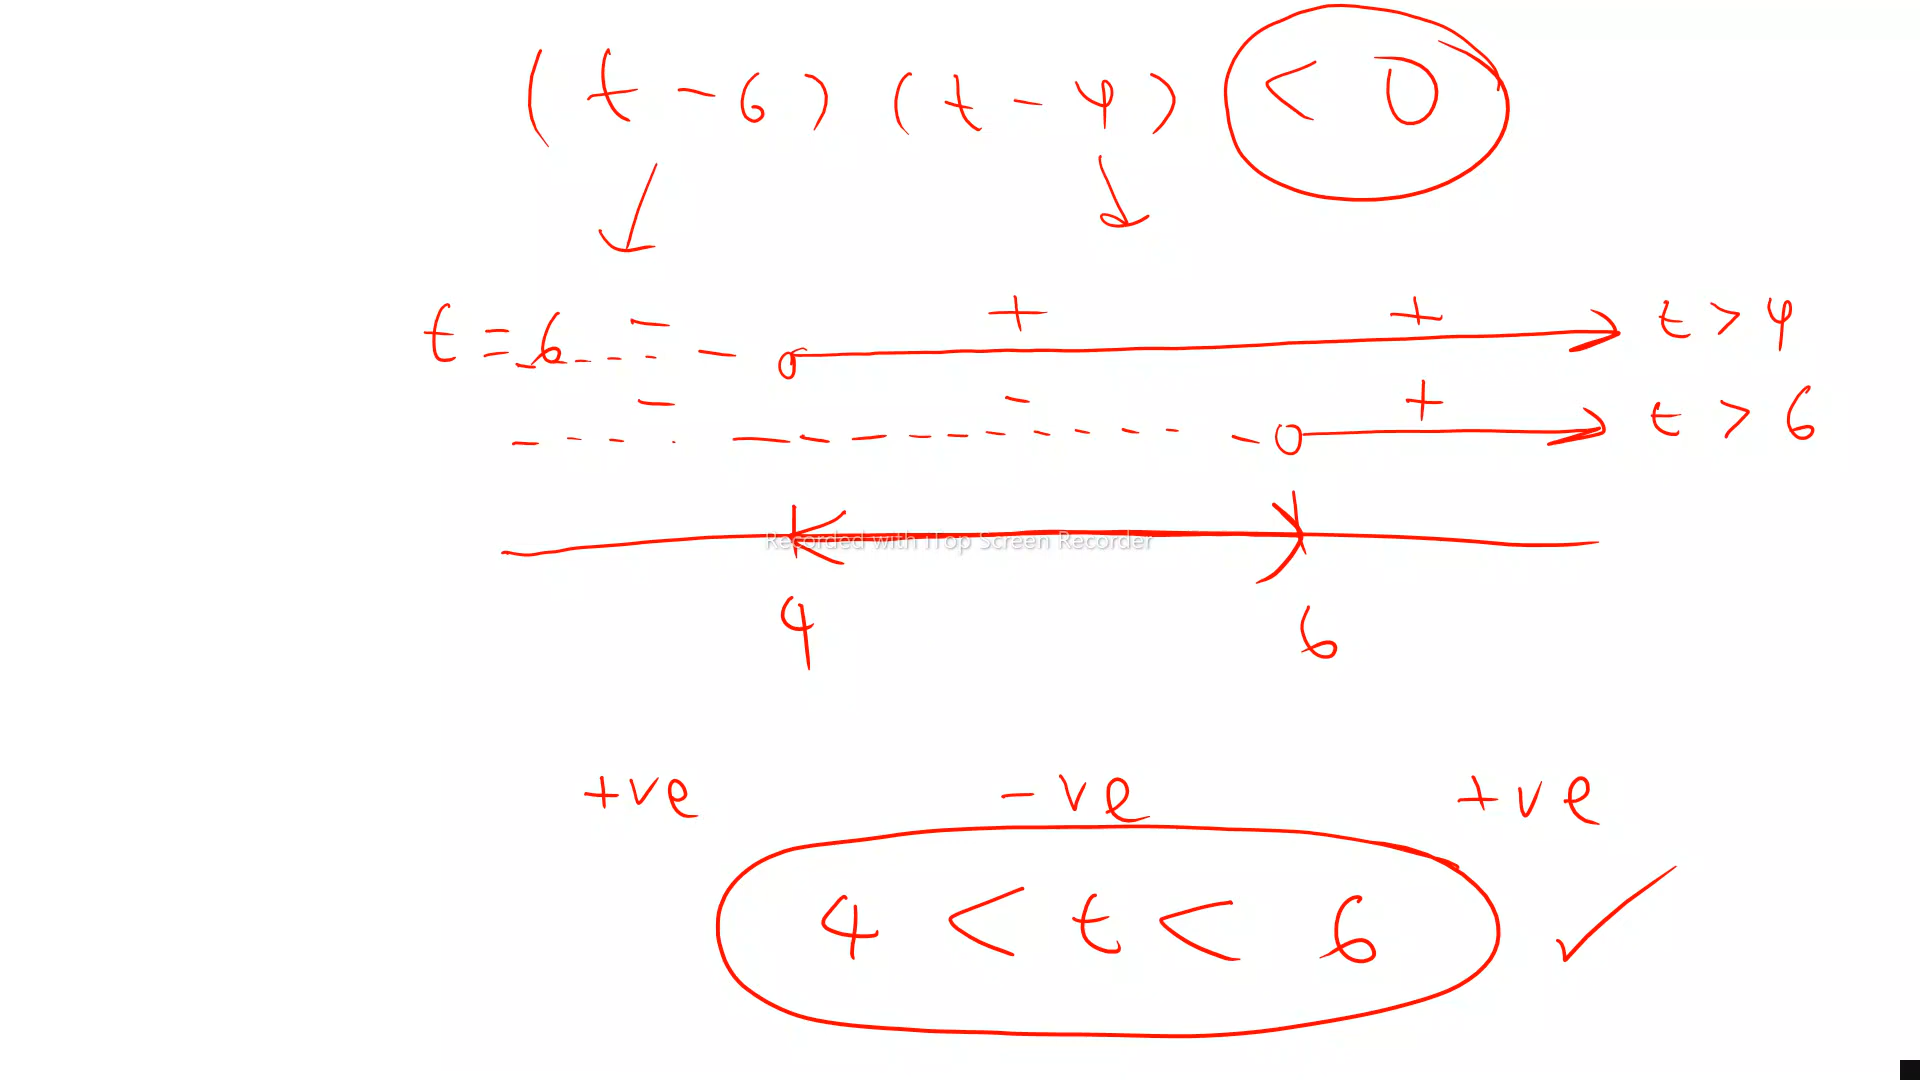 (t - 6) (t - 4) < 0
t = 6 - - + + t > 4
- - + t > 6
Recorded with iTop Screen Recorder
4 6
+ve -ve +ve
4 < t < 6 ✓